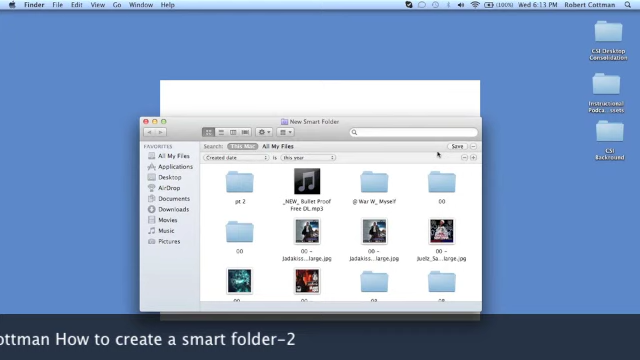 Finder File Edit View Go Window Help (100%) Wed 6:13 PM Robert Cottman
CSI Desktop
Consolidation
Instructional
Podca...ssets
CSI
Background
New Smart Folder
Search: This Mac All My Files Save
Created date is this year
FAVORITES
All My Files
Applications
Desktop
AirDrop
Documents
Downloads
Movies
Music
Pictures
pt 2
_NEW_ Bullet Proof
Free DL.mp3
@ War W_ Myself
00
00
00 -
Jadakiss...large.jpg
00 -
Jadakiss...large.jpg
00 -
Juelz_Sa...large.jpg
ottman How to create a smart folder-2